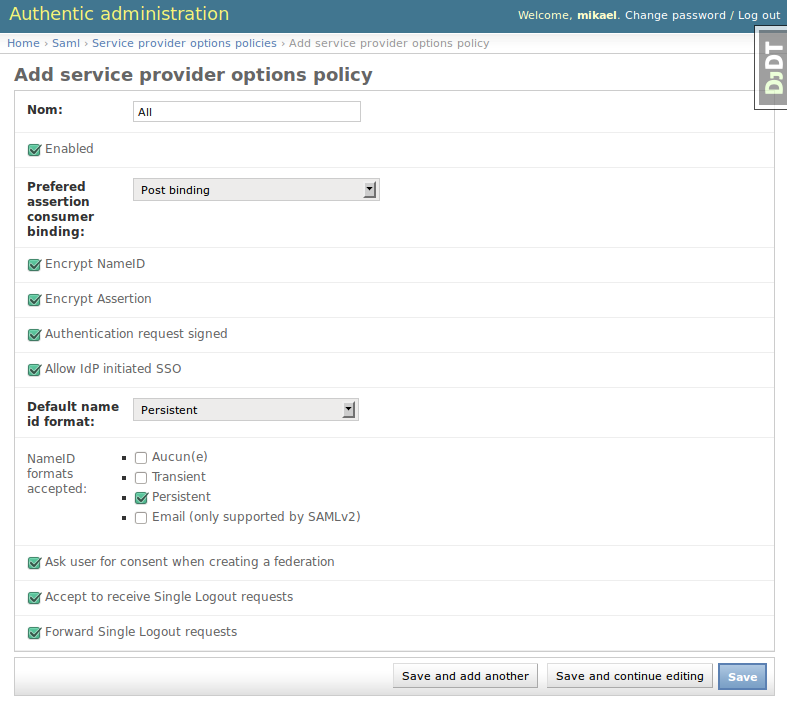 Authentic administration
Welcome, mikael. Change password / Log out
Home › Saml › Service provider options policies › Add service provider options policy
DJDT
Add service provider options policy
Nom: All
Enabled
Prefered
assertion
consumer
binding:
Post binding
Encrypt NameID
Encrypt Assertion
Authentication request signed
Allow IdP initiated SSO
Default name
id format:
Persistent
NameID
formats
accepted:
Aucun(e)
Transient
Persistent
Email (only supported by SAMLv2)
Ask user for consent when creating a federation
Accept to receive Single Logout requests
Forward Single Logout requests
Save and add another Save and continue editing Save